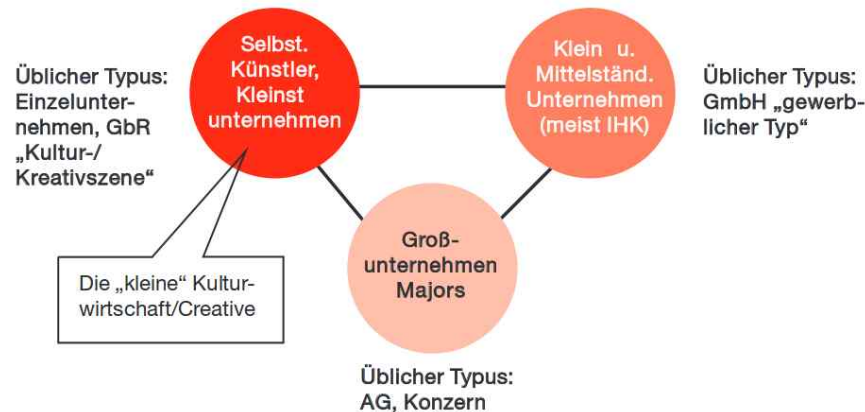 Üblicher Typus:
Einzelunter-
nehmen, GbR
„Kultur-/
Kreativszene“
Selbst.
Künstler,
Kleinst
unternehmen
Klein u.
Mittelständ.
Unternehmen
(meist IHK)
Üblicher Typus:
GmbH „gewerb-
licher Typ“
Die „kleine“ Kultur-
wirtschaft/Creative
Groß-
unternehmen
Majors
Üblicher Typus:
AG, Konzern